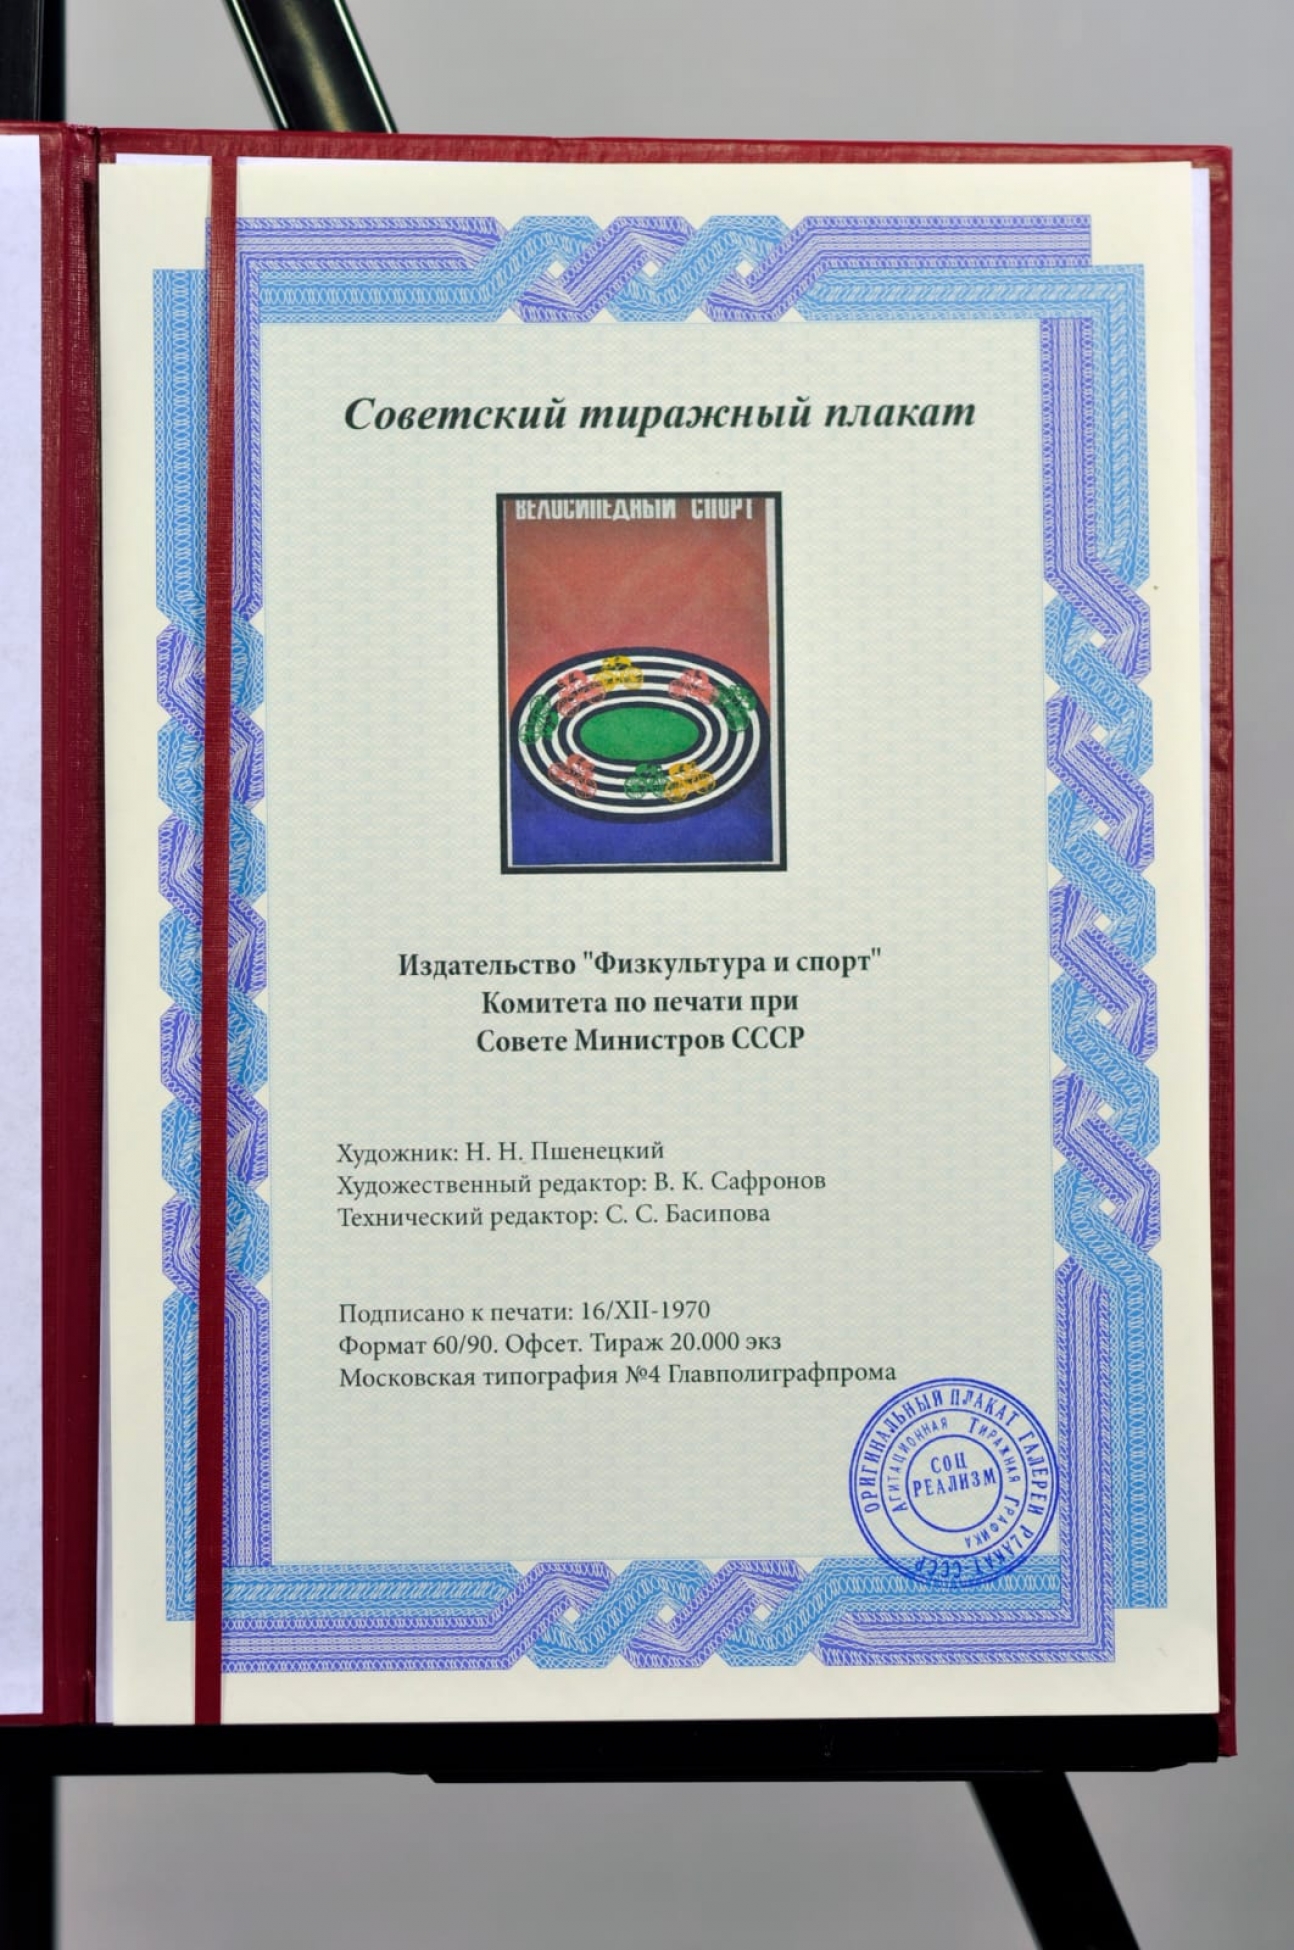 Советский тиражный плакат
ВЕЛОСИПЕДНЫЙ СПОРТ
Издательство "Физкультура и спорт"
Комитета по печати при
Совете Министров СССР
Художник: Н. Н. Пшенецкий
Художественный редактор: В. К. Сафронов
Технический редактор: С. С. Басипова
Подписано к печати: 16/XII-1970
Формат 60/90. Офсет. Тираж 20.000 экз
Московская типография №4 Главполиграфпрома
ОРИГИНАЛЬНЫЙ ПЛАКАТ ГАЛЕРЕИ PLAKAT-СССР
АГИТАЦИОННАЯ ТИРАЖНАЯ ГРАФИКА
СОЦ
РЕАЛИЗМ